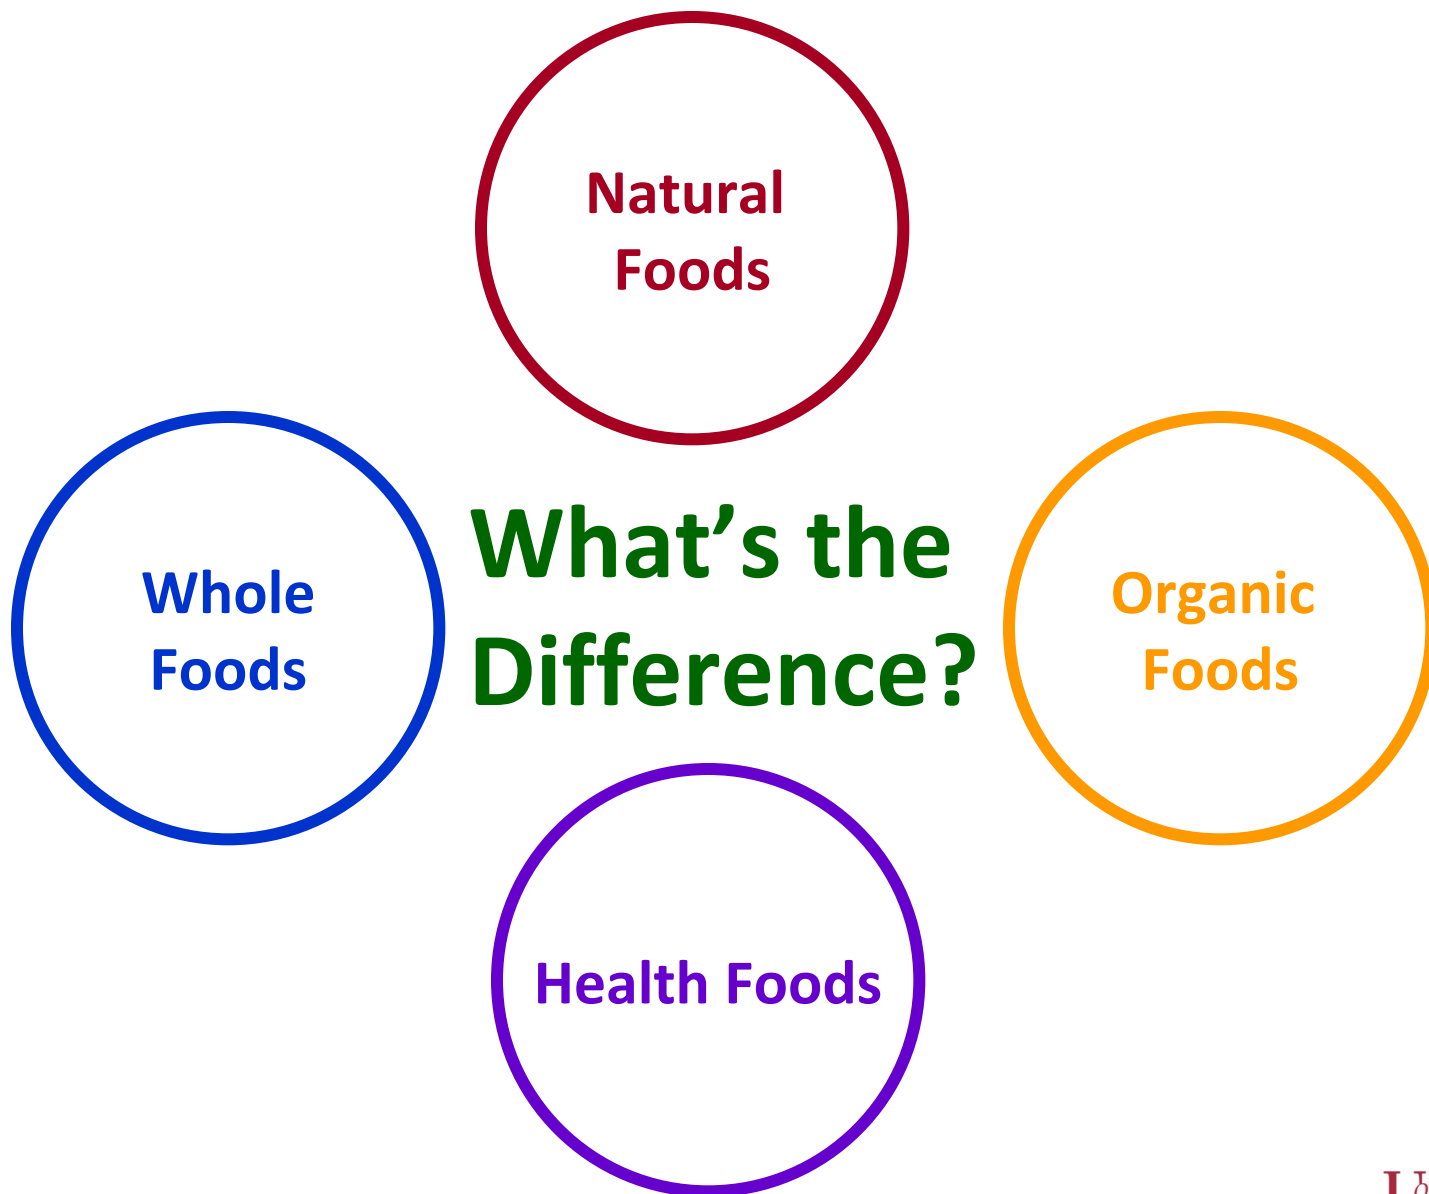 Natural
Foods
What's the
Difference?
Whole
Foods
Organic
Foods
Health Foods